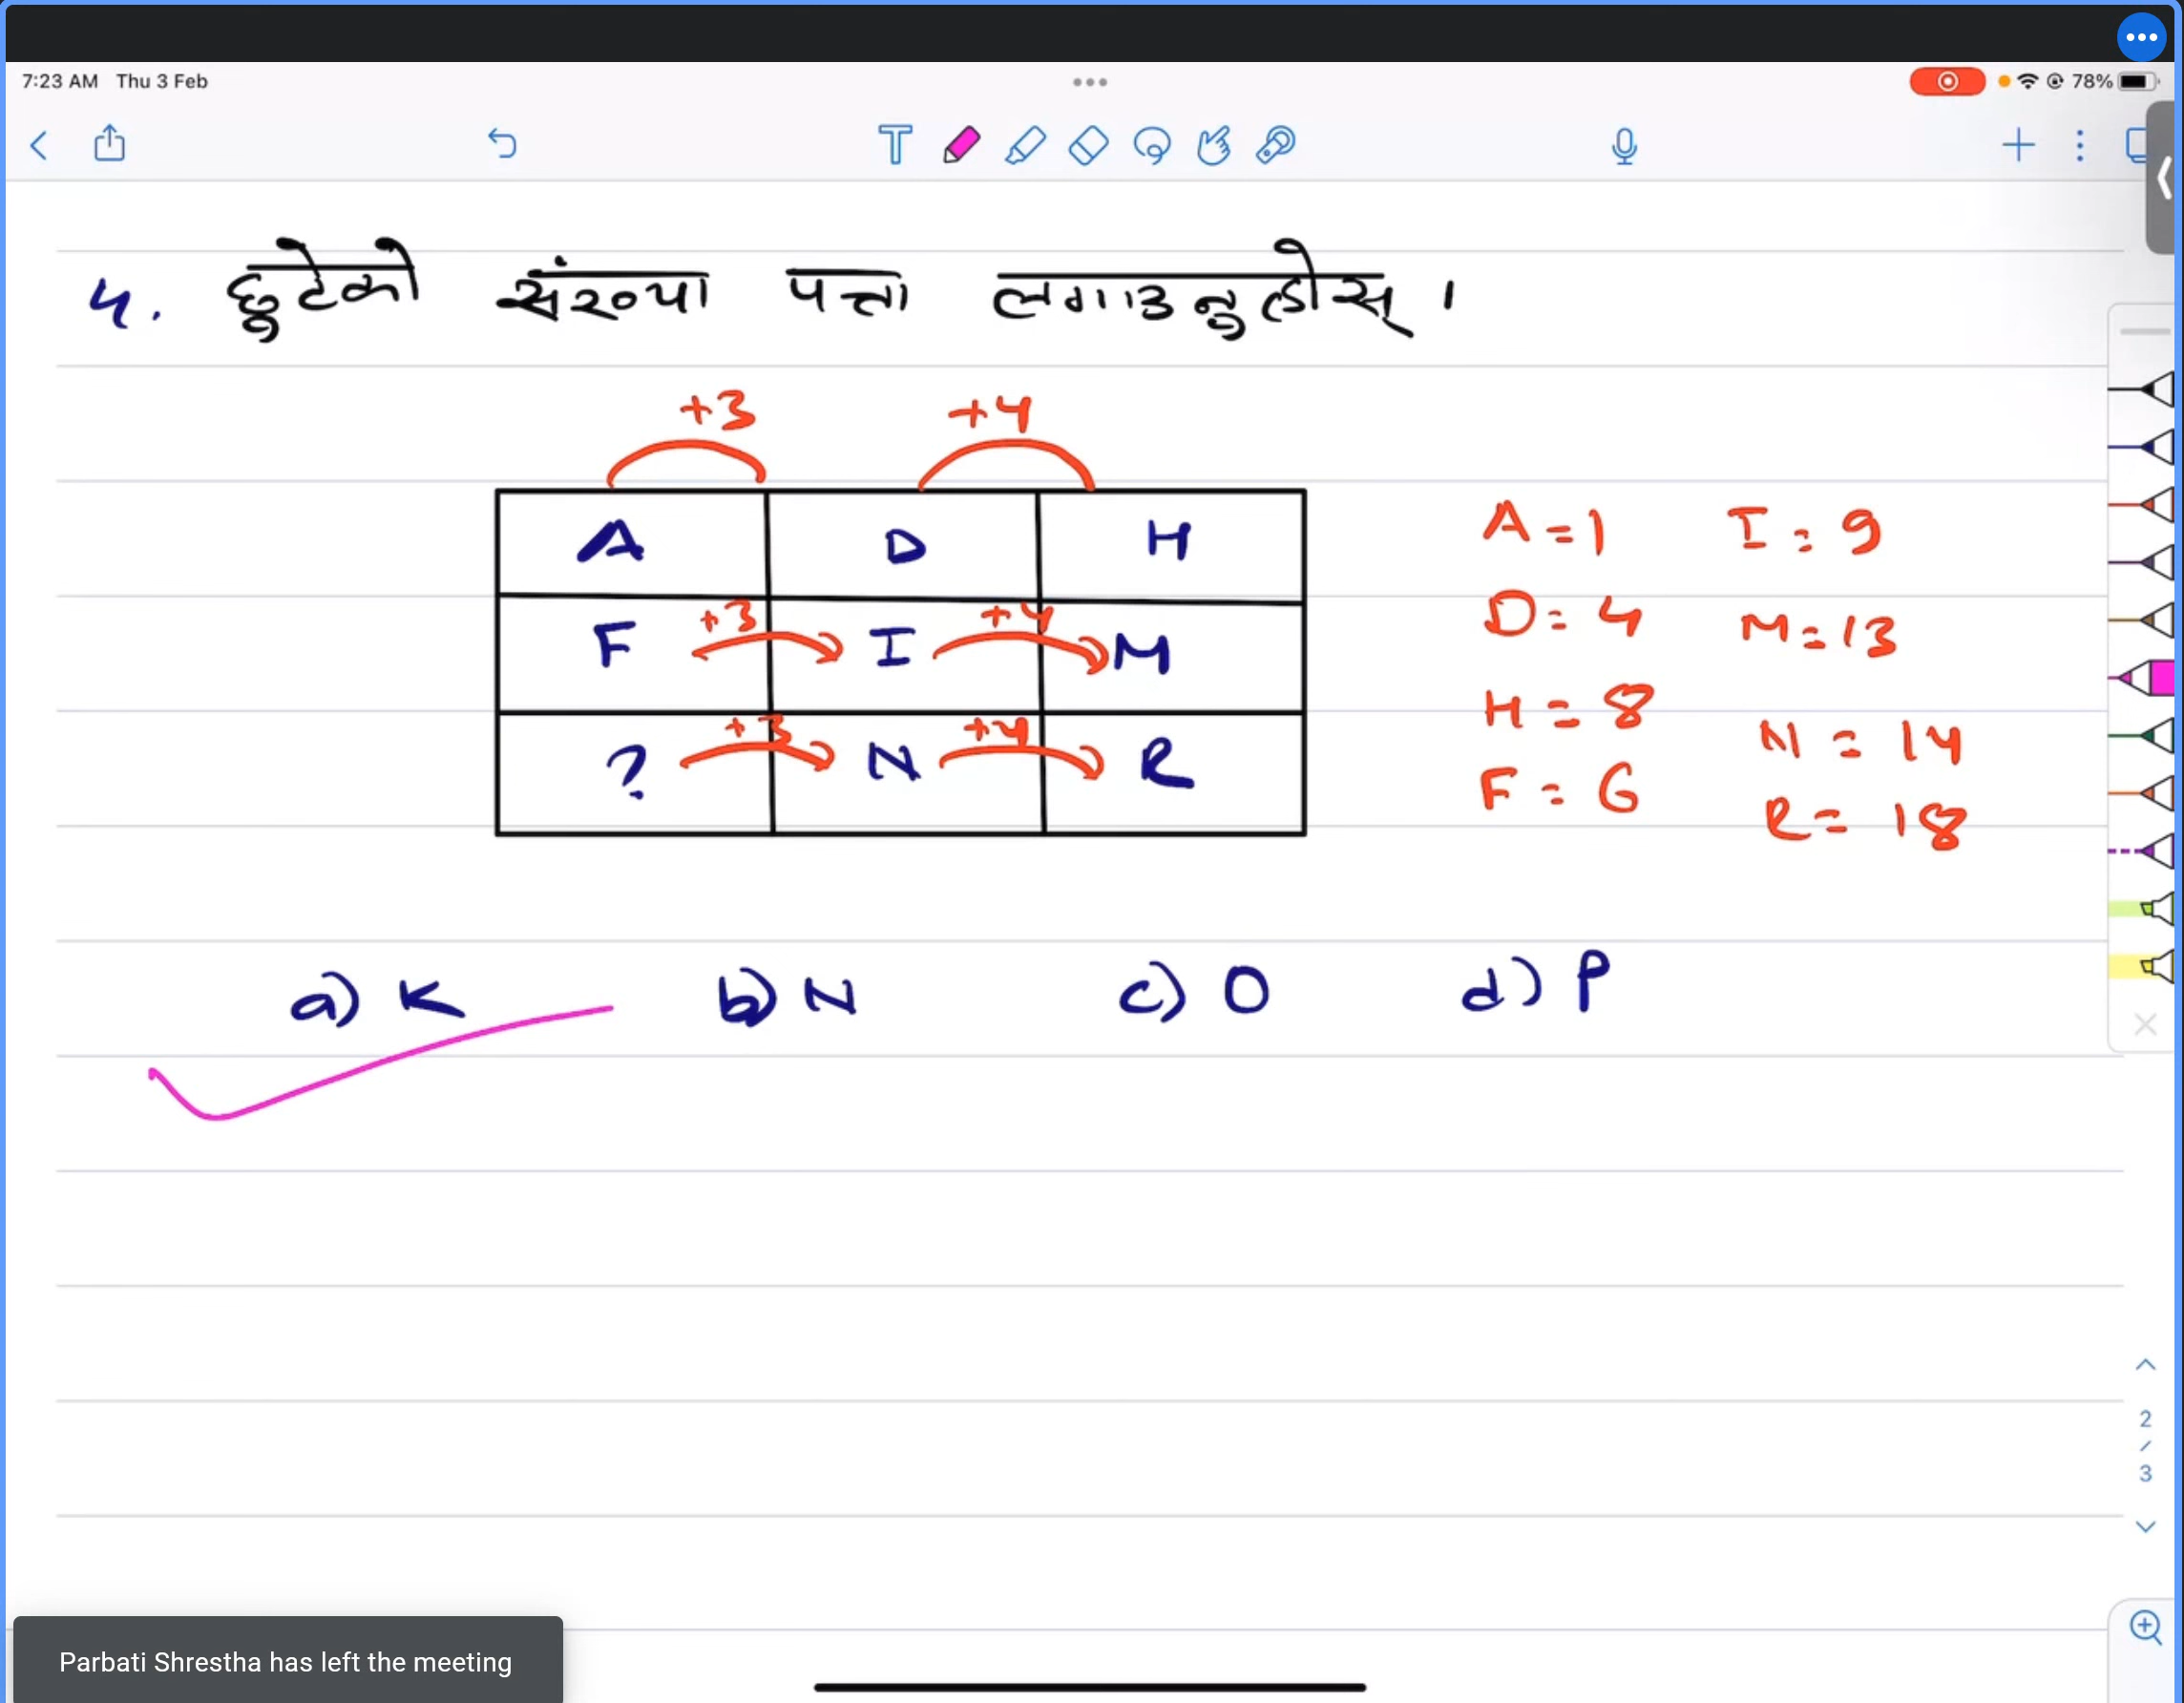 7:23 AM Thu 3 Feb
78%
५. छुटेको संख्या पत्ता लगाउनुहोस् ।
+3 +4
A D H
F +3 I +4 M
? +3 N +4 R
A = 1 I = 9
D = 4 M = 13
H = 8 N = 14
F = 6 R = 18
a) K b) N c) O d) P
2
/
3
Parbati Shrestha has left the meeting